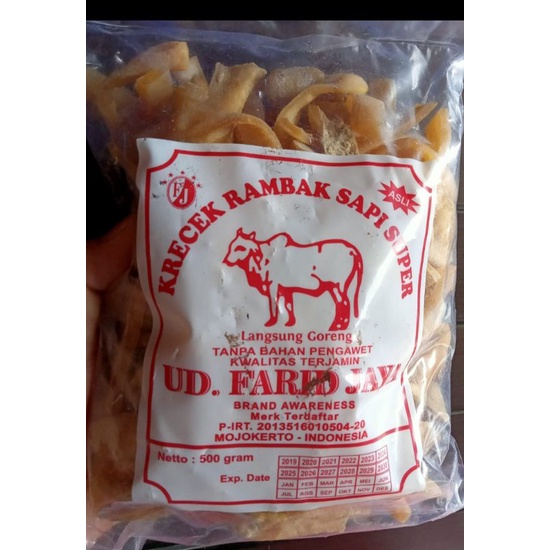 FJ
KRECEK RAMBAK SAPI SUPER
ASLI
Langsung Goreng
TANPA BAHAN PENGAWET
KWALITAS TERJAMIN
UD. FARID JAYA
BRAND AWARENESS
Merk Terdaftar
P-IRT. 2013516010504-20
MOJOKERTO - INDONESIA
Netto : 500 gram
Exp. Date
2019 2020 2021 2022 2023
2025 2026 2027 2028 2029
JAN FEB MAR APR MEI JUN
JUL AGS SEP OKT NOV DES